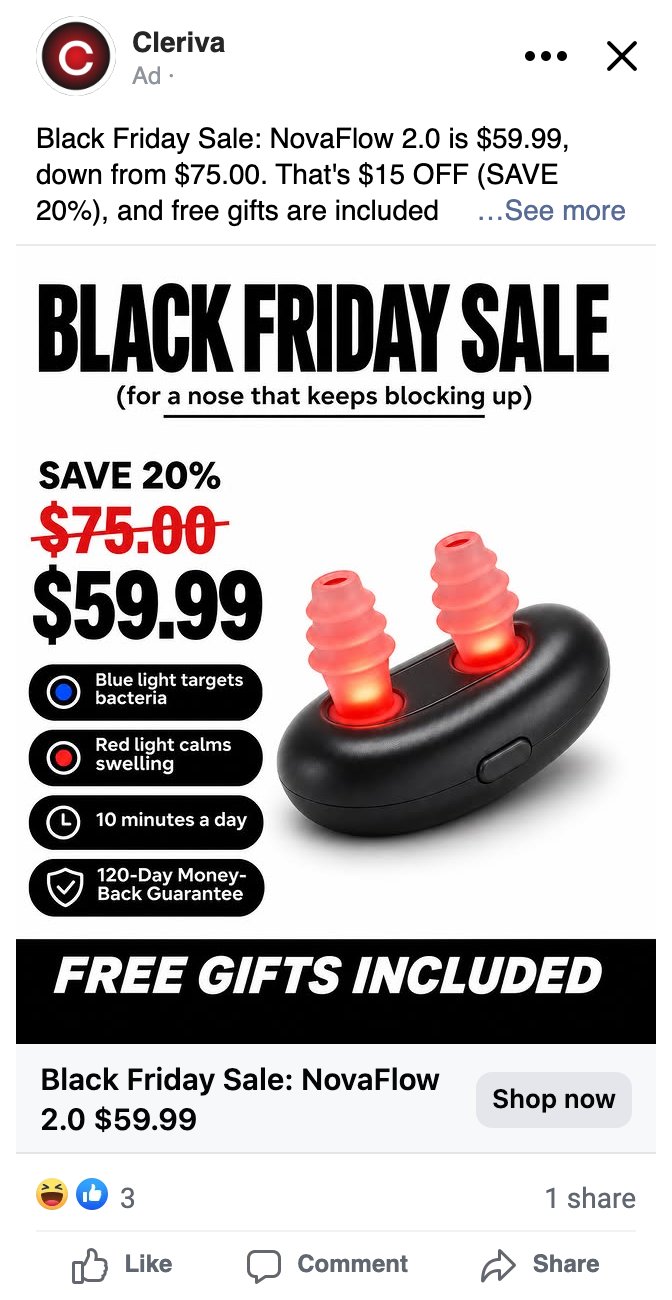 Cleriva
Ad ·
Black Friday Sale: NovaFlow 2.0 is $59.99,
down from $75.00. That's $15 OFF (SAVE
20%), and free gifts are included ...See more
BLACK FRIDAY SALE
(for a nose that keeps blocking up)
SAVE 20%
$75.00
$59.99
Blue light targets
bacteria
Red light calms
swelling
10 minutes a day
120-Day Money-
Back Guarantee
FREE GIFTS INCLUDED
Black Friday Sale: NovaFlow
2.0 $59.99
Shop now
3
1 share
Like
Comment
Share